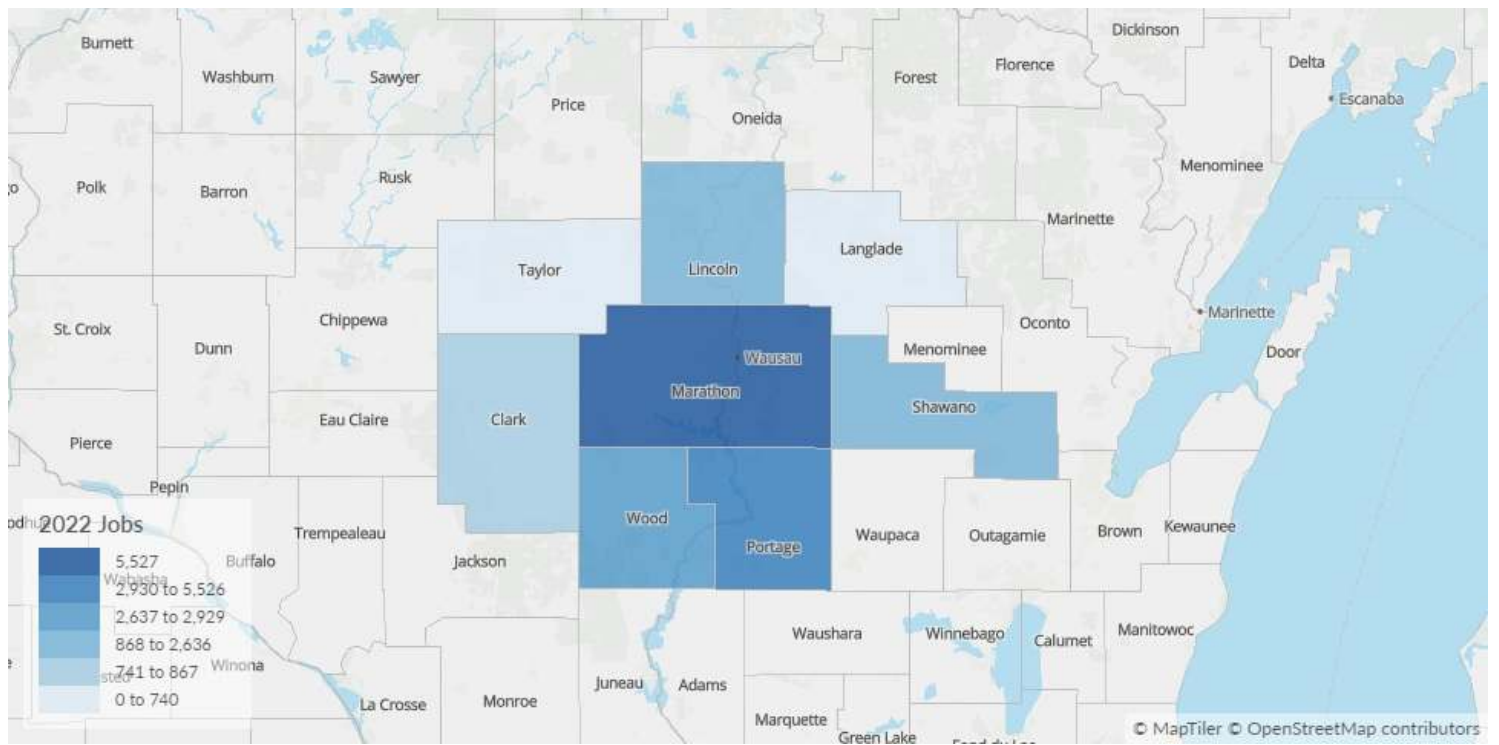 Burnett
Washburn
Sawyer
Price
Oneida
Forest
Florence
Dickinson
Delta
Escanaba
Polk
Barron
Rusk
Menominee
Marinette
Langlade
Taylor
Lincoln
St. Croix
Dunn
Chippewa
Wausau
Marathon
Menominee
Oconto
Marinette
Door
Pierce
Eau Claire
Clark
Shawano
Pepin
Trempealeau
Buffalo
Jackson
Wood
Portage
Waupaca
Outagamie
Brown
Kewaunee
2022 Jobs
5,527
Wabasha
2,930 to 5,526
2,637 to 2,929
868 to 2,636
741 to 867
0 to 740
Winona
La Crosse
Monroe
Juneau
Adams
Waushara
Winnebago
Calumet
Manitowoc
Marquette
Green Lake
© MapTiler © OpenStreetMap contributors